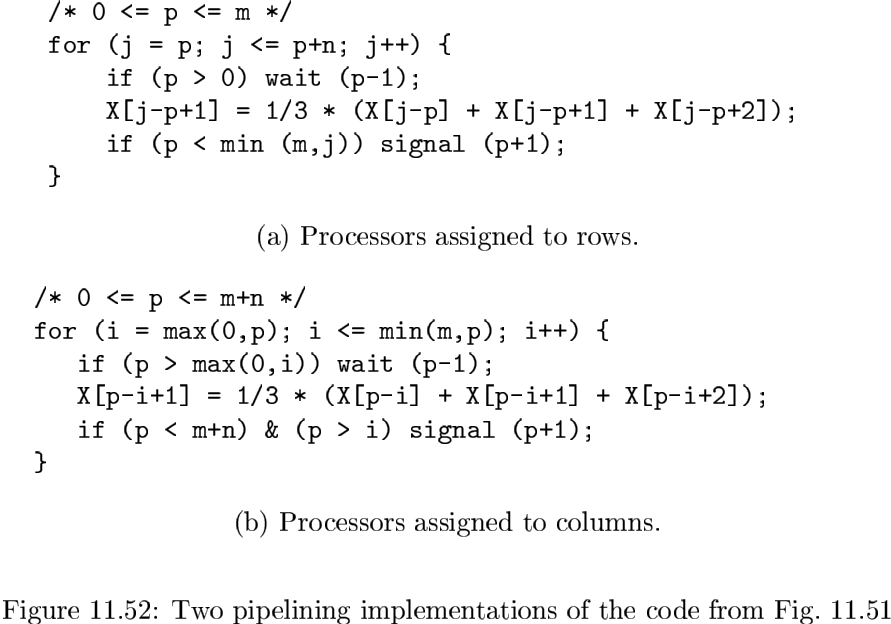 /* 0 <= p <= m */
for (j = p; j <= p+n; j++) {
if (p > 0) wait (p-1);
X[j-p+1] = 1/3 * (X[j-p] + X[j-p+1] + X[j-p+2]);
if (p < min (m,j)) signal (p+1);
}
(a) Processors assigned to rows.
/* 0 <= p <= m+n */
for (i = max(0,p); i <= min(m,p); i++) {
if (p > max(0,i)) wait (p-1);
X[p-i+1] = 1/3 * (X[p-i] + X[p-i+1] + X[p-i+2]);
if (p < m+n) & (p > i) signal (p+1);
}
(b) Processors assigned to columns.
Figure 11.52: Two pipelining implementations of the code from Fig. 11.51